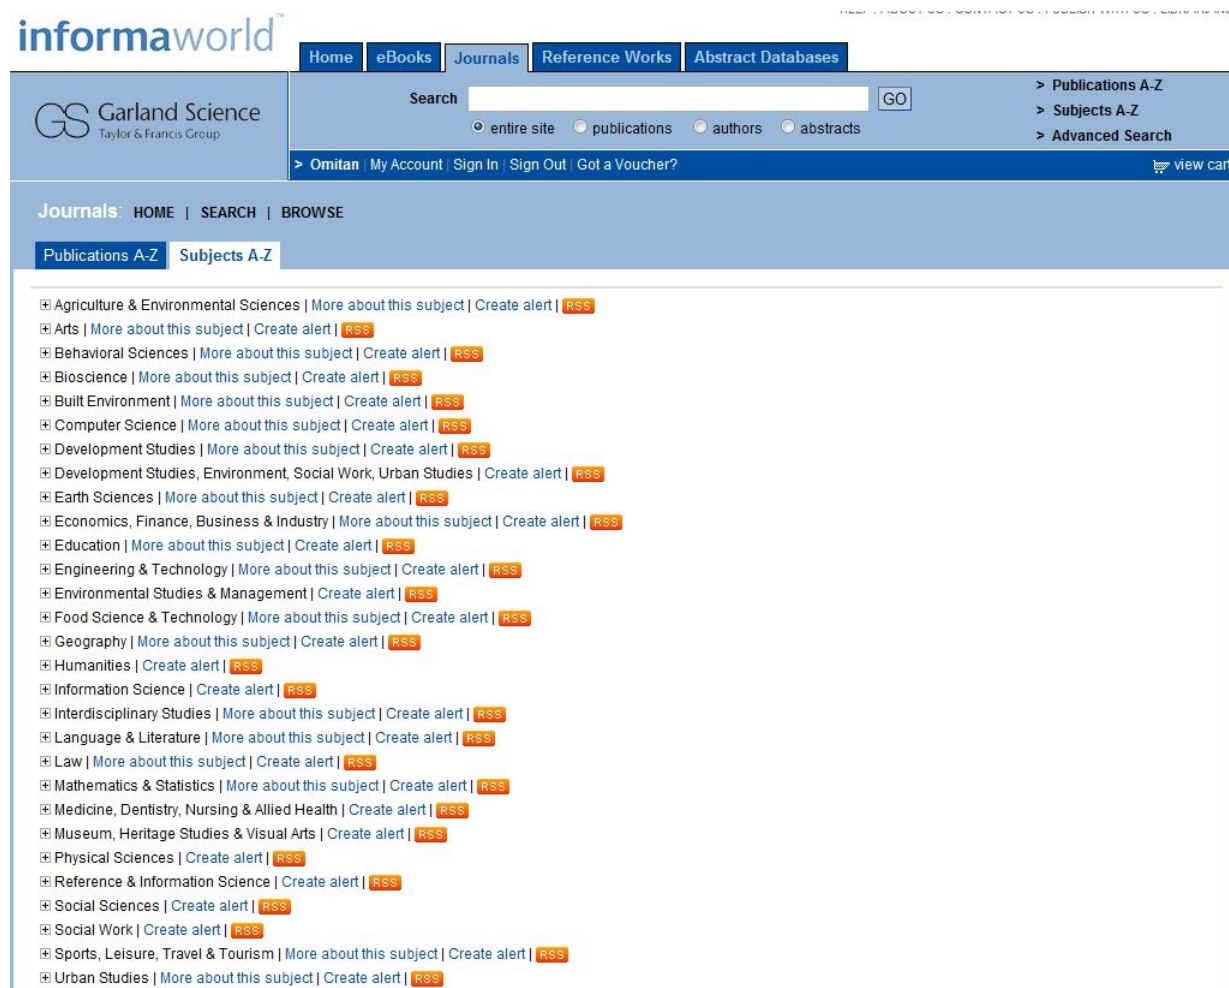 HELP : ABOUT US : CONTACT US : PUBLISH WITH US : LIBRARIANS
informaworld™
Home eBooks Journals Reference Works Abstract Databases
GS Garland Science
Taylor & Francis Group
Search GO
entire site publications authors abstracts
> Publications A-Z
> Subjects A-Z
> Advanced Search
> Omitan | My Account | Sign In | Sign Out | Got a Voucher? view cart
Journals: HOME | SEARCH | BROWSE
Publications A-Z Subjects A-Z
Agriculture & Environmental Sciences | More about this subject | Create alert | RSS
Arts | More about this subject | Create alert | RSS
Behavioral Sciences | More about this subject | Create alert | RSS
Bioscience | More about this subject | Create alert | RSS
Built Environment | More about this subject | Create alert | RSS
Computer Science | More about this subject | Create alert | RSS
Development Studies | More about this subject | Create alert | RSS
Development Studies, Environment, Social Work, Urban Studies | Create alert | RSS
Earth Sciences | More about this subject | Create alert | RSS
Economics, Finance, Business & Industry | More about this subject | Create alert | RSS
Education | More about this subject | Create alert | RSS
Engineering & Technology | More about this subject | Create alert | RSS
Environmental Studies & Management | Create alert | RSS
Food Science & Technology | More about this subject | Create alert | RSS
Geography | More about this subject | Create alert | RSS
Humanities | Create alert | RSS
Information Science | Create alert | RSS
Interdisciplinary Studies | More about this subject | Create alert | RSS
Language & Literature | More about this subject | Create alert | RSS
Law | More about this subject | Create alert | RSS
Mathematics & Statistics | More about this subject | Create alert | RSS
Medicine, Dentistry, Nursing & Allied Health | Create alert | RSS
Museum, Heritage Studies & Visual Arts | Create alert | RSS
Physical Sciences | Create alert | RSS
Reference & Information Science | Create alert | RSS
Social Sciences | Create alert | RSS
Social Work | Create alert | RSS
Sports, Leisure, Travel & Tourism | More about this subject | Create alert | RSS
Urban Studies | More about this subject | Create alert | RSS